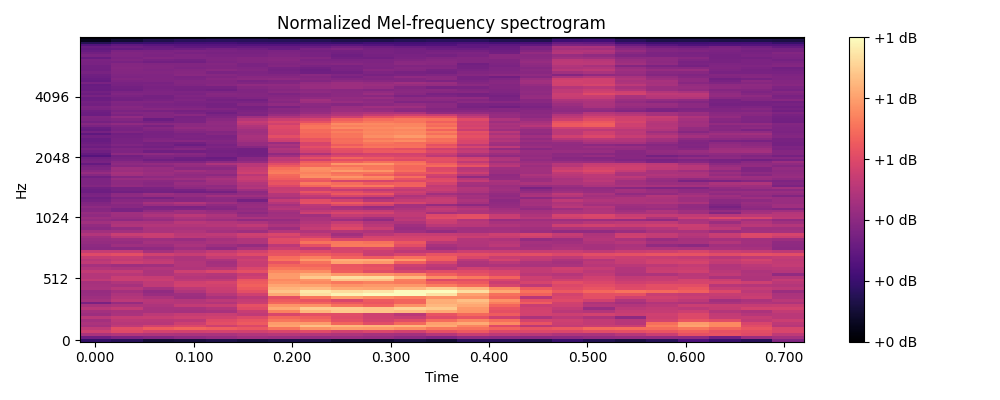 Normalized Mel-frequency spectrogram
Hz
4096
2048
1024
512
0
0.000 0.100 0.200 0.300 0.400 0.500 0.600 0.700
Time
+1 dB
+1 dB
+1 dB
+0 dB
+0 dB
+0 dB